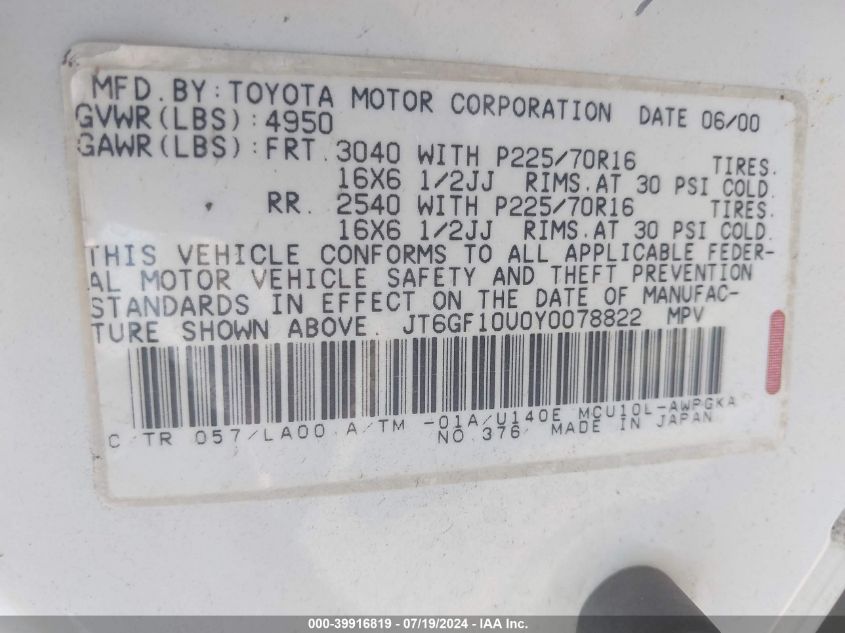 MFD. BY: TOYOTA MOTOR CORPORATION DATE 06/00
GVWR(LBS):4950
GAWR(LBS):FRT. 3040 WITH P225/70R16 TIRES.
16X6 1/2JJ RIMS.AT 30 PSI COLD.
RR. 2540 WITH P225/70R16 TIRES.
16X6 1/2JJ RIMS.AT 30 PSI COLD.
THIS VEHICLE CONFORMS TO ALL APPLICABLE FEDER-
AL MOTOR VEHICLE SAFETY AND THEFT PREVENTION
STANDARDS IN EFFECT ON THE DATE OF MANUFAC-
TURE SHOWN ABOVE. JT6GF10U0Y0078822 MPV
C/TR 057/LA00 A/TM -01A/U140E MCU10L-AWPGKA
NO.376 MADE IN JAPAN
000-39916819 - 07/19/2024 - IAA Inc.